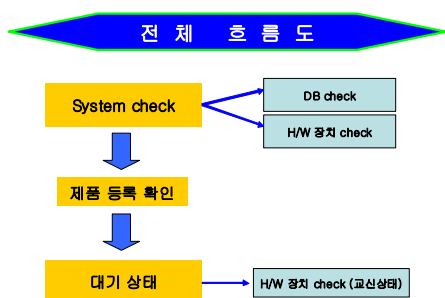 전 체 흐 름 도
System check
DB check
H/W 장치 check
제품 등록 확인
대기 상태
H/W 장치 check (교신상태)